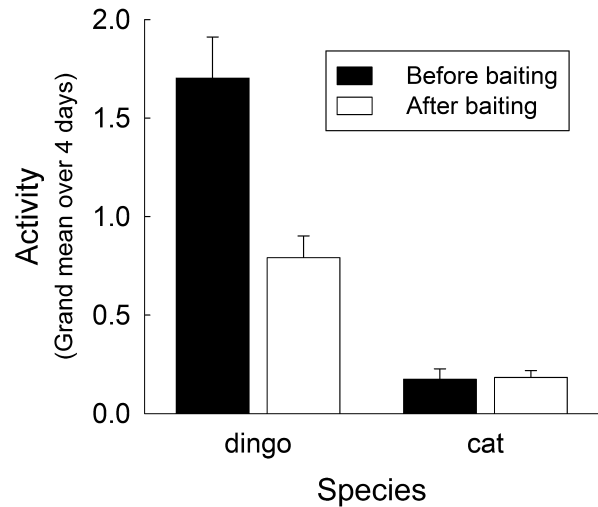 2.0
1.5
1.0
0.5
0.0
Activity
(Grand mean over 4 days)
Before baiting
After baiting
dingo
cat
Species